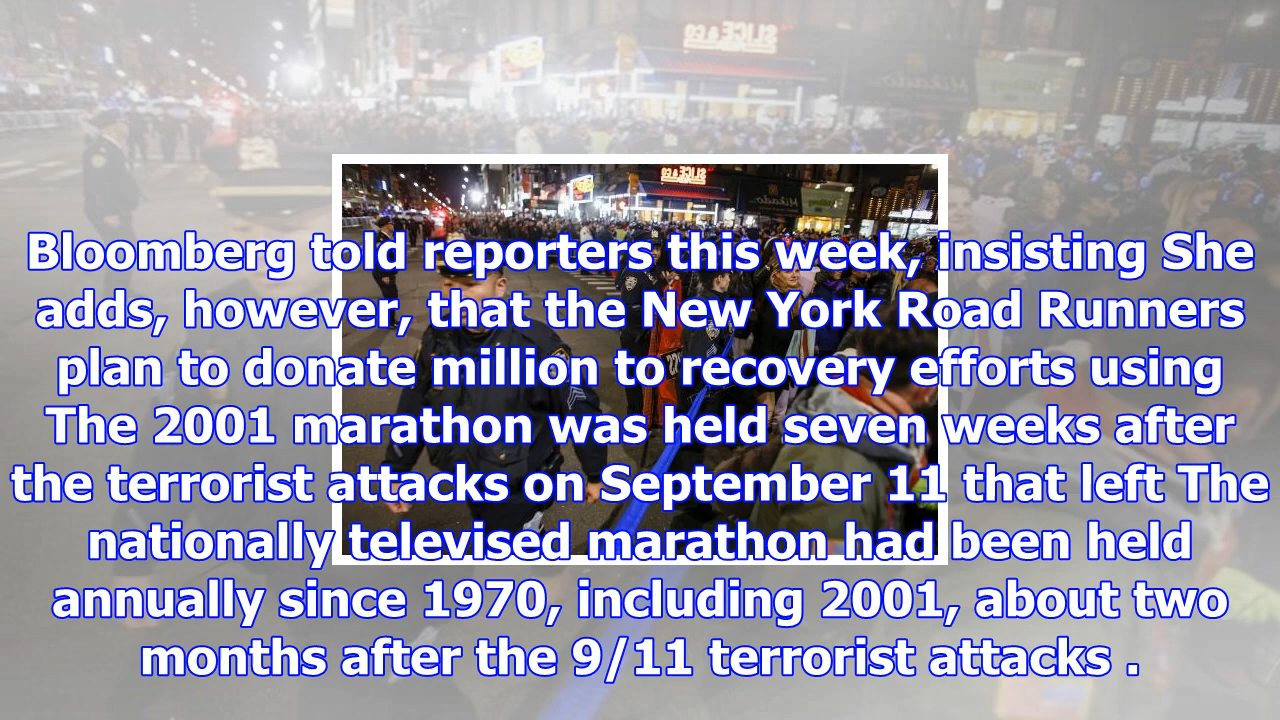 Bloomberg told reporters this week, insisting She
adds, however, that the New York Road Runners
plan to donate million to recovery efforts using
The 2001 marathon was held seven weeks after
the terrorist attacks on September 11 that left The
nationally televised marathon had been held
annually since 1970, including 2001, about two
months after the 9/11 terrorist attacks .
SLICE & CO
Mikado